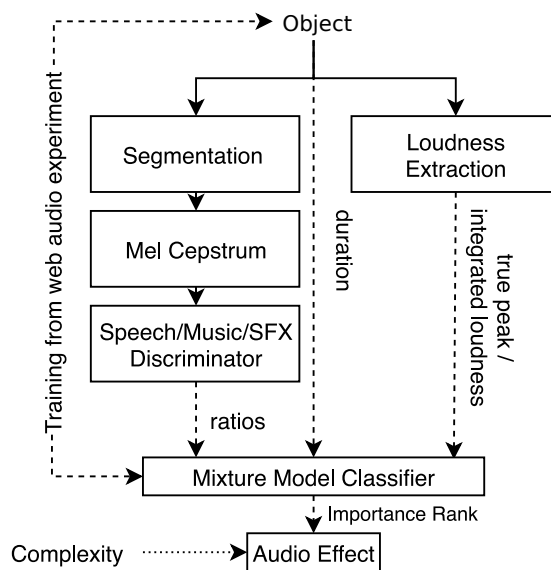 Object
Training from web audio experiment
Segmentation
Loudness
Extraction
Mel Cepstrum
duration
true peak /
integrated loudness
Speech/Music/SFX
Discriminator
ratios
Mixture Model Classifier
Importance Rank
Complexity
Audio Effect